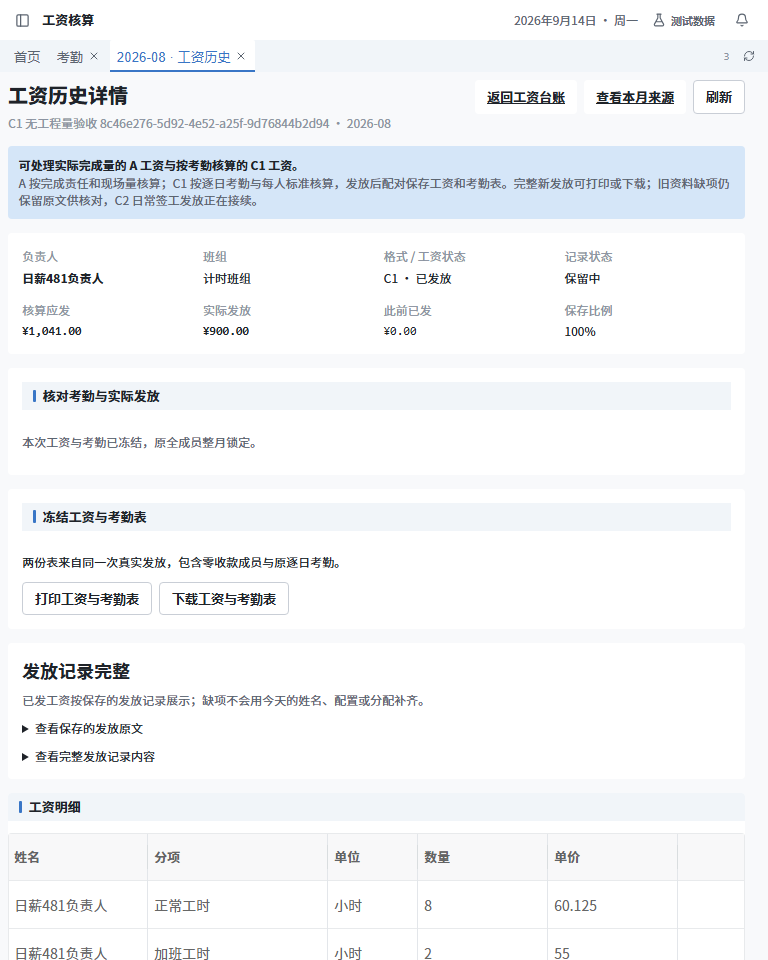 工资核算
2026年9月14日 · 周一 测试数据
首页 考勤 2026-08 · 工资历史 3
工资历史详情
返回工资台账 查看本月来源 刷新
C1 无工程量验收 8c46e276-5d92-4e52-a25f-9d76844b2d94 · 2026-08
可处理实际完成量的 A 工资与按考勤核算的 C1 工资。
A 按完成责任和现场量核算；C1 按逐日考勤与每人标准核算，发放后配对保存工资和考勤表。完整新发放可打印或下载；旧资料缺项仍
保留原文供核对，C2 日常签工发放正在接续。
负责人 班组 格式 / 工资状态 记录状态
日薪481负责人 计时班组 C1 · 已发放 保留中
核算应发 实际发放 此前已发 保存比例
¥1,041.00 ¥900.00 ¥0.00 100%
核对考勤与实际发放
本次工资与考勤已冻结，原全成员整月锁定。
冻结工资与考勤表
两份表来自同一次真实发放，包含零收款成员与原逐日考勤。
打印工资与考勤表 下载工资与考勤表
发放记录完整
已发工资按保存的发放记录展示；缺项不会用今天的姓名、配置或分配补齐。
查看保存的发放原文
查看完整发放记录内容
工资明细
姓名 分项 单位 数量 单价
日薪481负责人 正常工时 小时 8 60.125
日薪481负责人 加班工时 小时 2 55